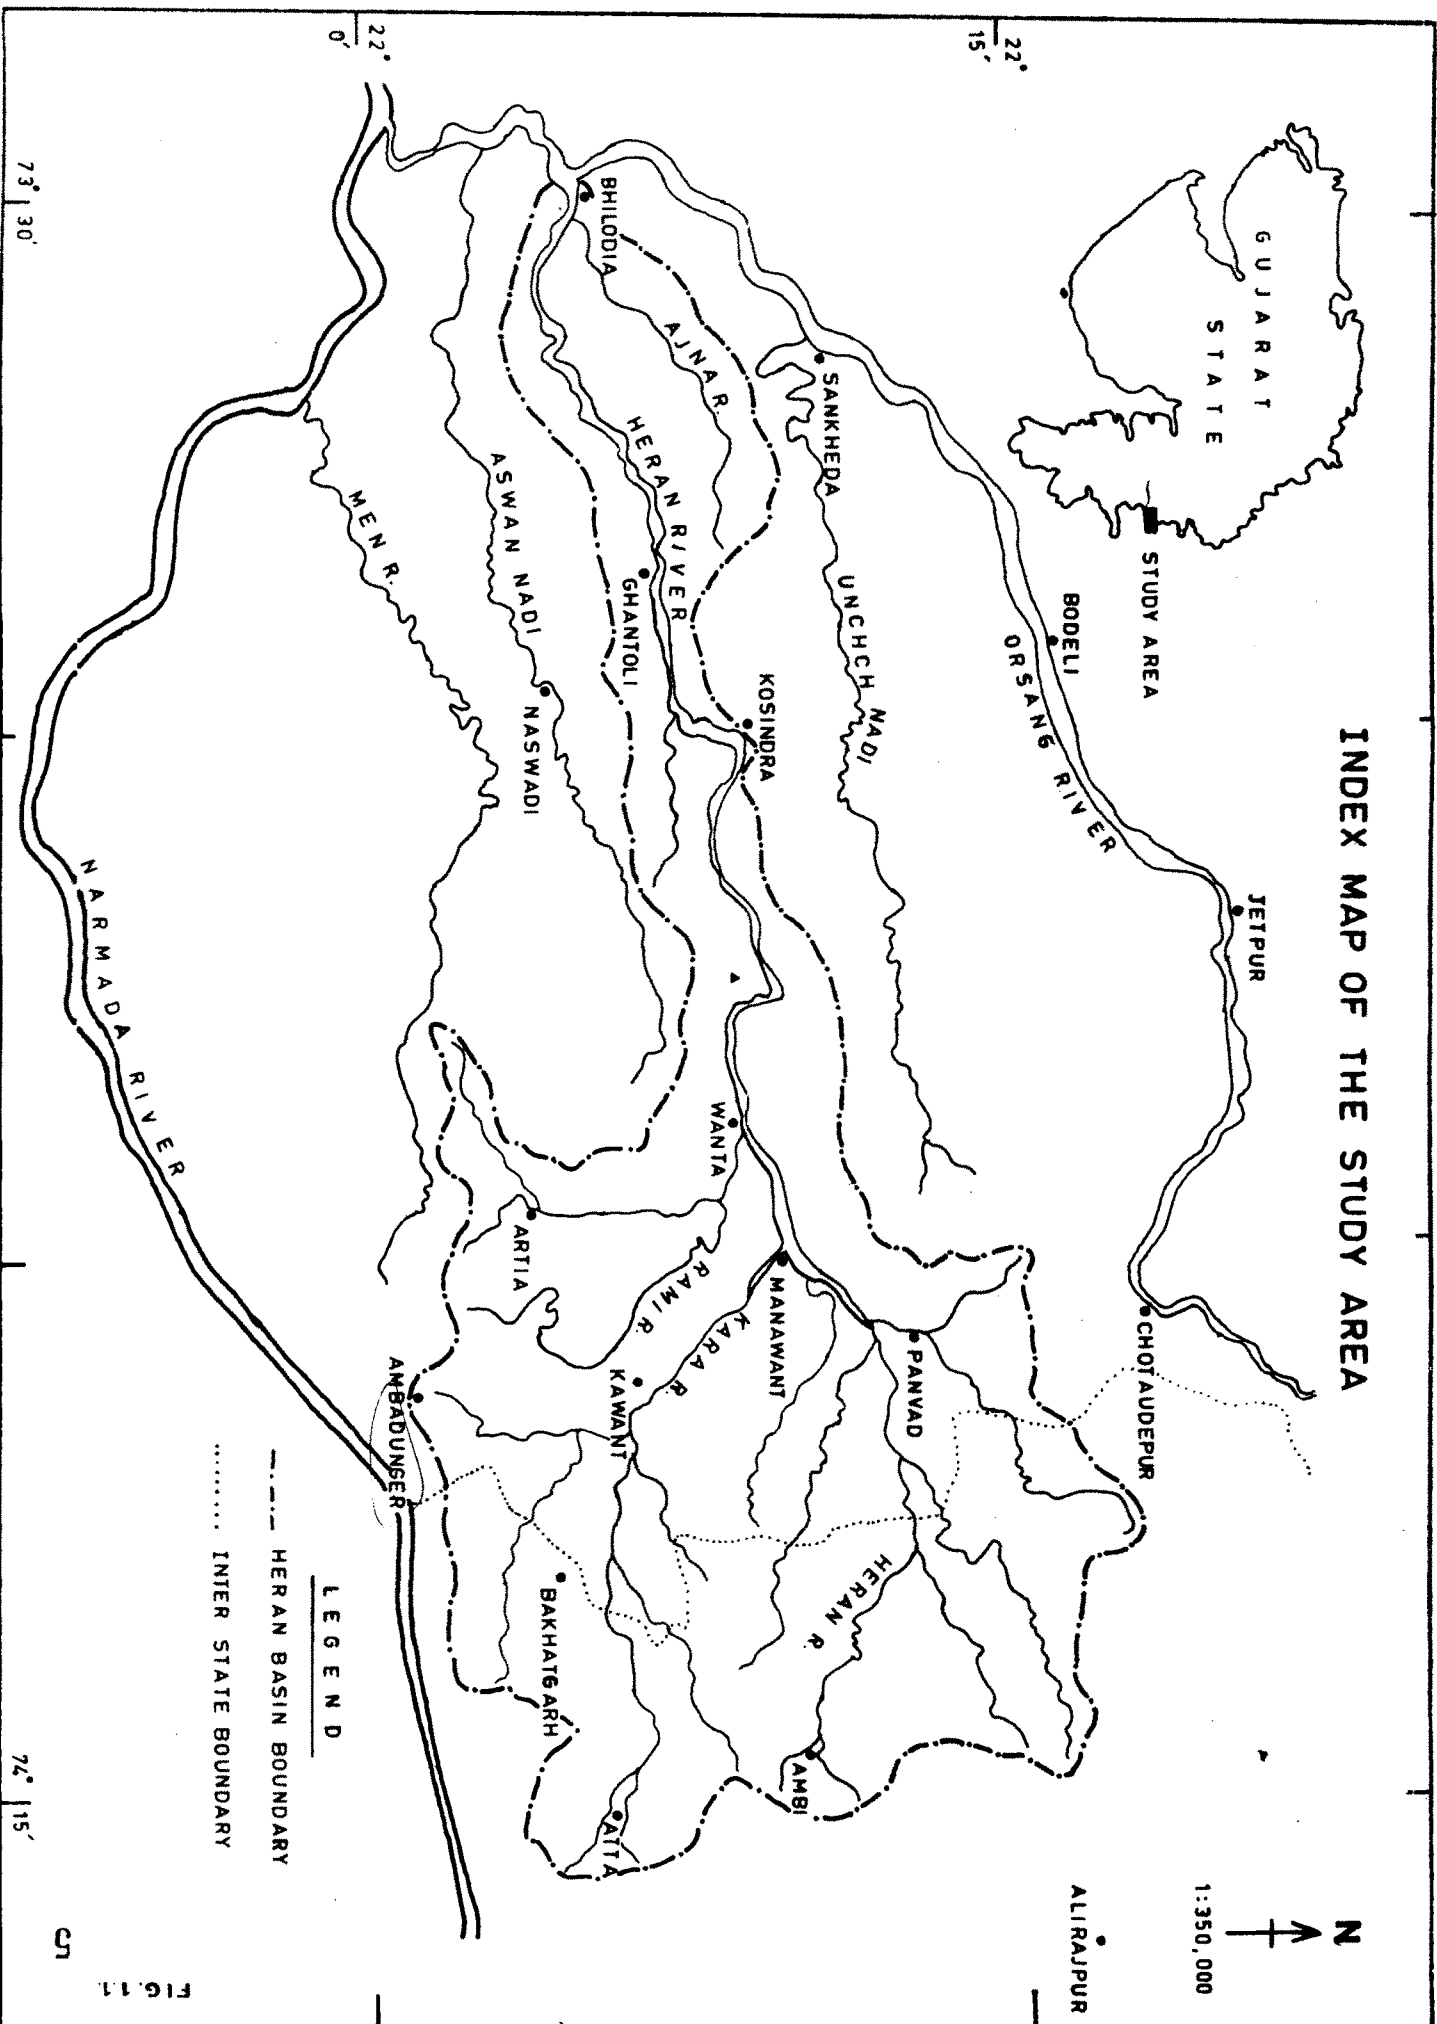 INDEX MAP OF THE STUDY AREA
GUJARAT
STATE
STUDY AREA
N
1:350,000
ALIRAJPUR
22°
15′
22°
0′
73° 30′
74° 15′
JETPUR
BODELI
ORSANG RIVER
CHOTAUDEPUR
SANKHEDA
UNCHCH NADI
BHILODIA
AJNAR R.
HERAN RIVER
KOSINDRA
GHANTOLI
PANVAD
MANAWANT
WANTA
KARA R.
RAMI R.
HERAN R.
AMBI
KAWANT
ATTA
BAKHATGARH
ASWAN NADI
NASWADI
ARTIA
MEN R.
AMBADUNGER
NARMADA RIVER
LEGEND
HERAN BASIN BOUNDARY
INTER STATE BOUNDARY
5
FIG. 1.1.